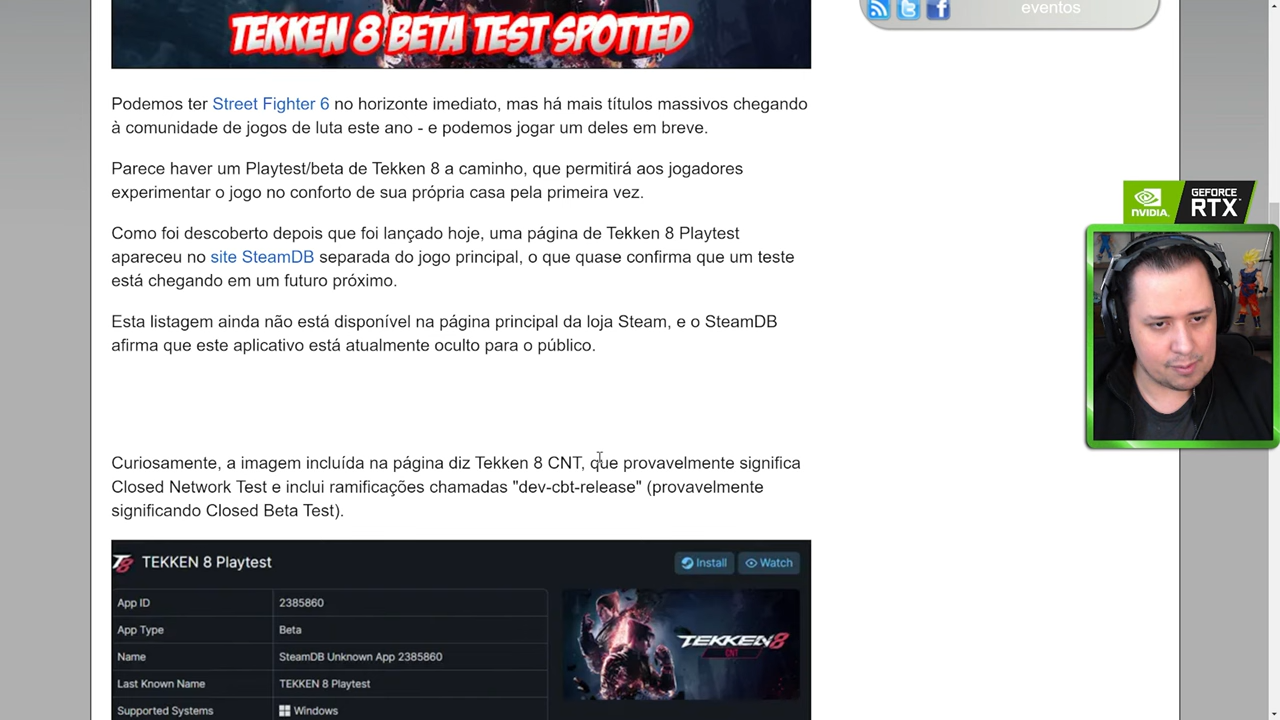 TEKKEN 8 BETA TEST SPOTTED
eventos
Podemos ter Street Fighter 6 no horizonte imediato, mas há mais títulos massivos chegando
à comunidade de jogos de luta este ano - e podemos jogar um deles em breve.
Parece haver um Playtest/beta de Tekken 8 a caminho, que permitirá aos jogadores
experimentar o jogo no conforto de sua própria casa pela primeira vez.
NVIDIA
GEFORCE
RTX
Como foi descoberto depois que foi lançado hoje, uma página de Tekken 8 Playtest
apareceu no site SteamDB separada do jogo principal, o que quase confirma que um teste
está chegando em um futuro próximo.
Esta listagem ainda não está disponível na página principal da loja Steam, e o SteamDB
afirma que este aplicativo está atualmente oculto para o público.
Curiosamente, a imagem incluída na página diz Tekken 8 CNT, que provavelmente significa
Closed Network Test e inclui ramificações chamadas "dev-cbt-release" (provavelmente
significando Closed Beta Test).
T8 TEKKEN 8 Playtest
Install
Watch
App ID 2385860
App Type Beta
Name SteamDB Unknown App 2385860
Last Known Name TEKKEN 8 Playtest
Supported Systems Windows
TEKKEN 8
CNT